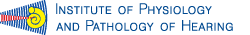 Institute of Physiology
and Pathology of Hearing